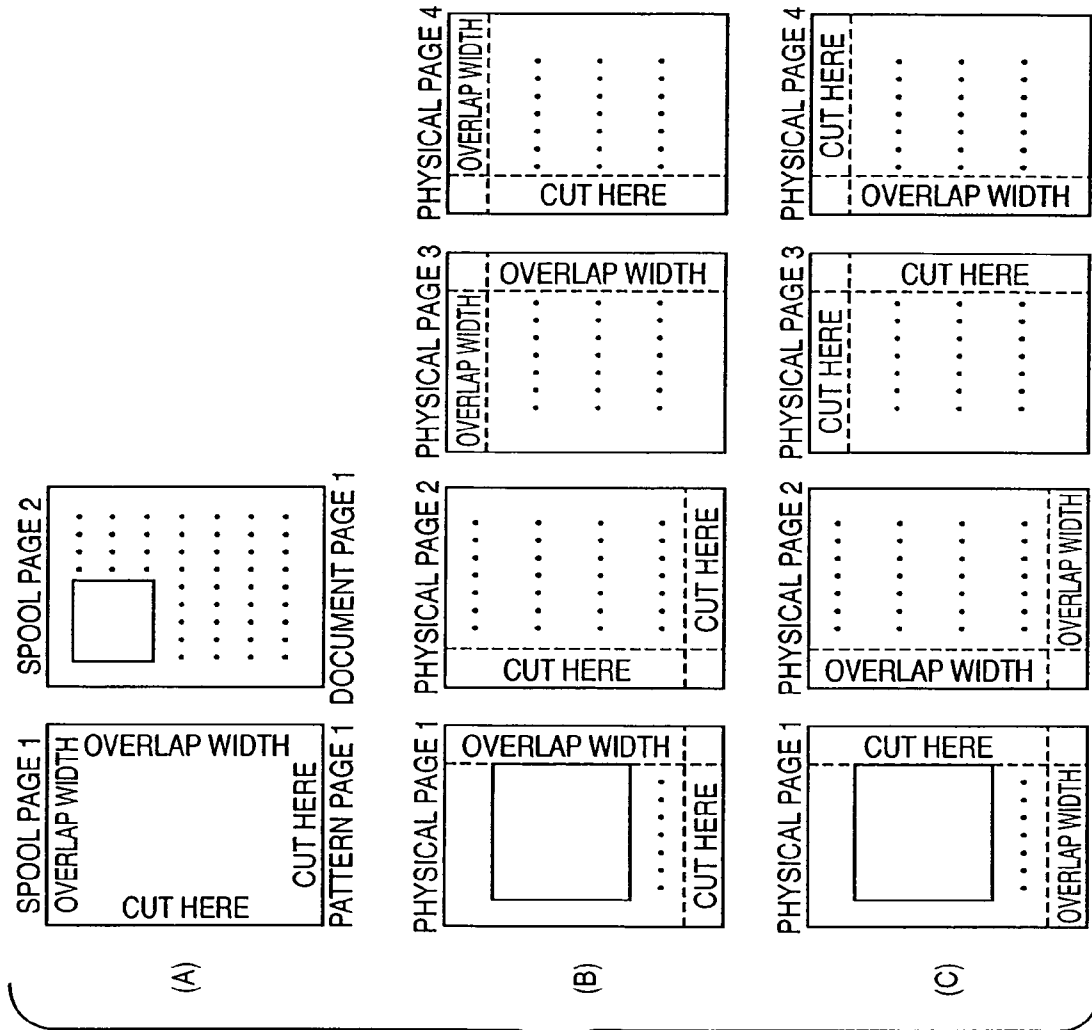 (A)
SPOOL PAGE 1
OVERLAP WIDTH
OVERLAP WIDTH
CUT HERE
CUT HERE
PATTERN PAGE 1
SPOOL PAGE 2
DOCUMENT PAGE 1
(B)
PHYSICAL PAGE 1
OVERLAP WIDTH
CUT HERE
PHYSICAL PAGE 2
CUT HERE
CUT HERE
PHYSICAL PAGE 3
OVERLAP WIDTH
OVERLAP WIDTH
PHYSICAL PAGE 4
OVERLAP WIDTH
CUT HERE
(C)
PHYSICAL PAGE 1
CUT HERE
OVERLAP WIDTH
PHYSICAL PAGE 2
OVERLAP WIDTH
OVERLAP WIDTH
PHYSICAL PAGE 3
CUT HERE
CUT HERE
PHYSICAL PAGE 4
CUT HERE
OVERLAP WIDTH